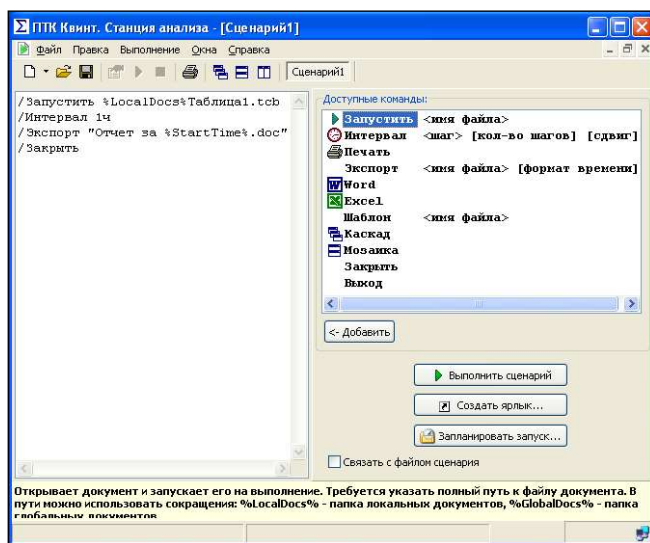 ПТК Квинт. Станция анализа - [Сценарий1]
Файл Правка Выполнение Окна Справка
Сценарий1
/Запустить %LocalDocs%Таблица1.tcb
/Интервал 1ч
/Экспорт "Отчет за %StartTime%.doc"
/Закрыть
Доступные команды:
Запустить <имя файла>
Интервал <шаг> [кол-во шагов] [сдвиг]
Печать
Экспорт <имя файла> [формат времени]
Word
Excel
Шаблон <имя файла>
Каскад
Мозаика
Закрыть
Выход
<- Добавить
Выполнить сценарий
Создать ярлык...
Запланировать запуск...
Связать с файлом сценария
Открывает документ и запускает его на выполнение. Требуется указать полный путь к файлу документа. В
пути можно использовать сокращения: %LocalDocs% - папка локальных документов, %GlobalDocs% - папка
глобальных документов